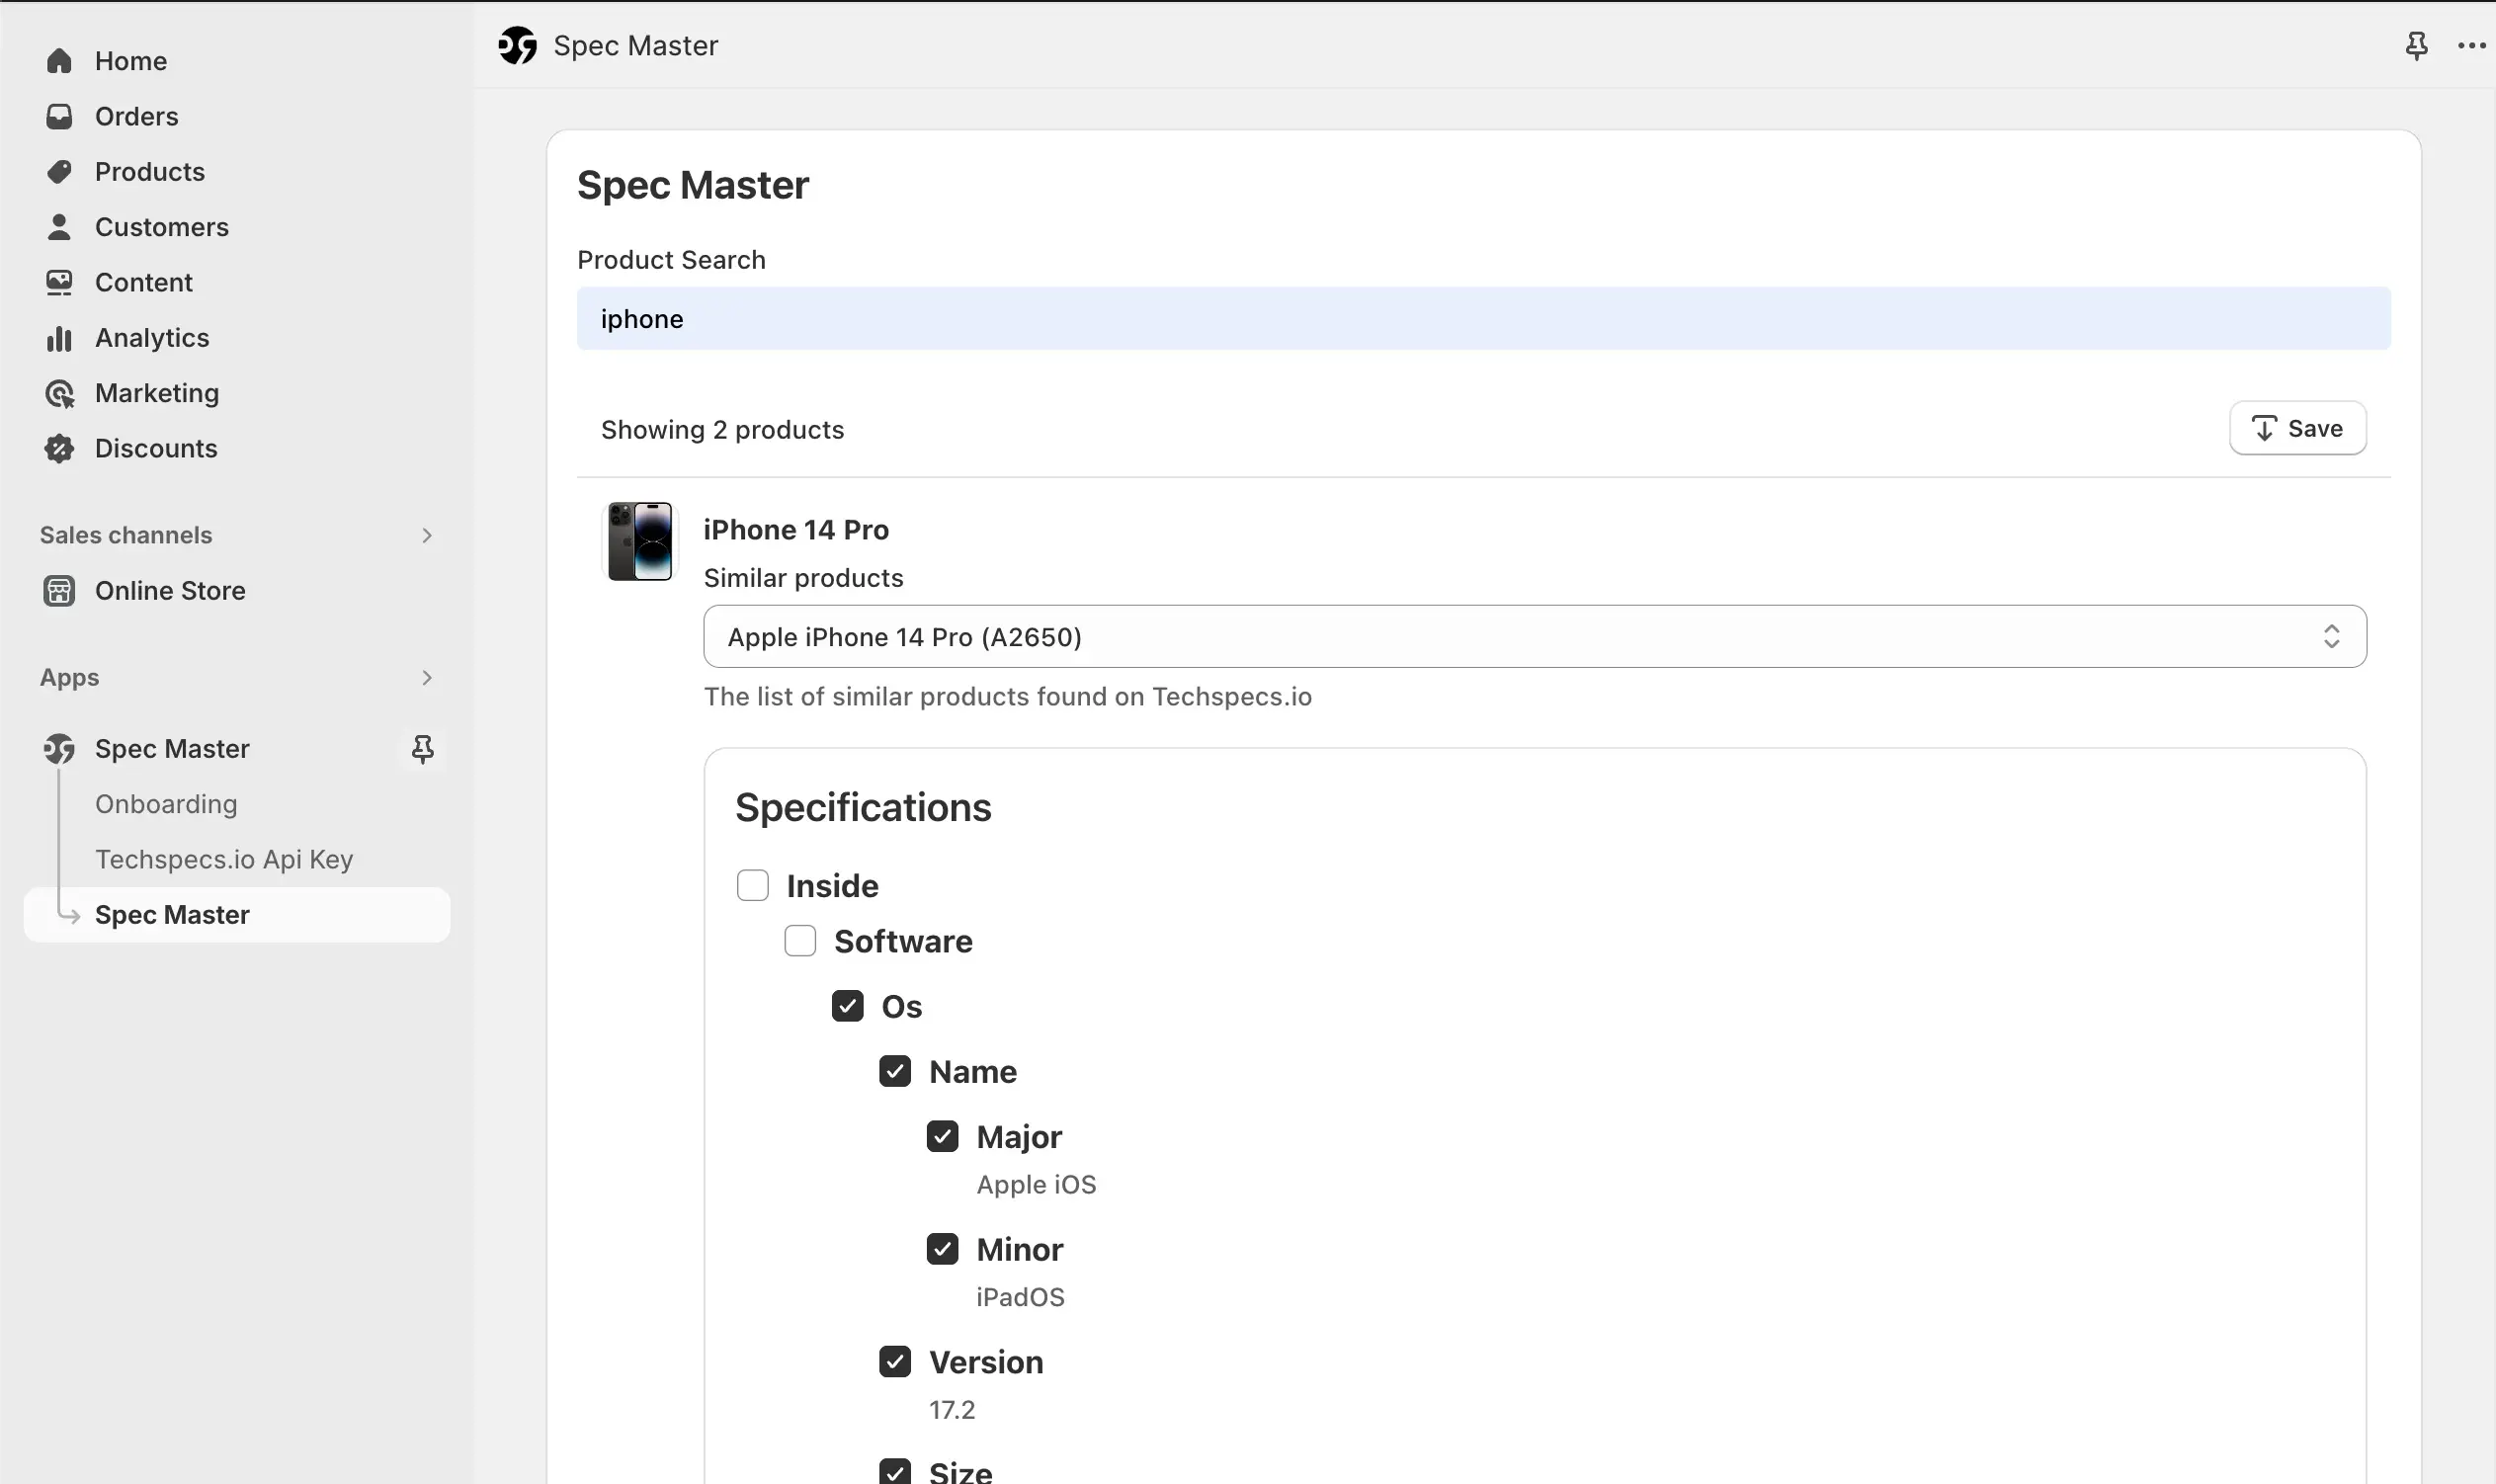 Home
Orders
Products
Customers
Content
Analytics
Marketing
Discounts
Sales channels
Online Store
Apps
Spec Master
Onboarding
Techspecs.io Api Key
Spec Master
Spec Master
Spec Master
Product Search
iphone
Showing 2 products
Save
iPhone 14 Pro
Similar products
Apple iPhone 14 Pro (A2650)
The list of similar products found on Techspecs.io
Specifications
Inside
Software
Os
Name
Major
Apple iOS
Minor
iPadOS
Version
17.2
Size